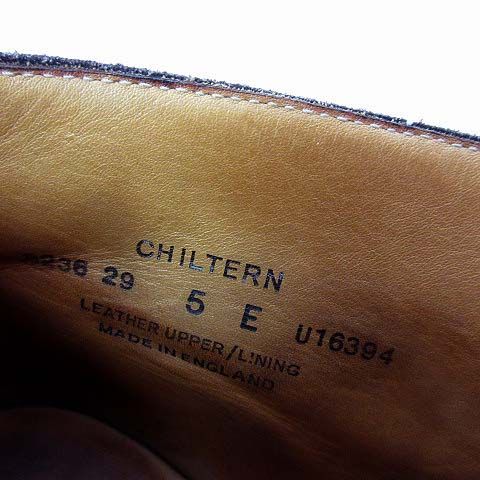 CHILTERN
29 5 E U16394
LEATHER UPPER/LINING
MADE IN ENGLAND